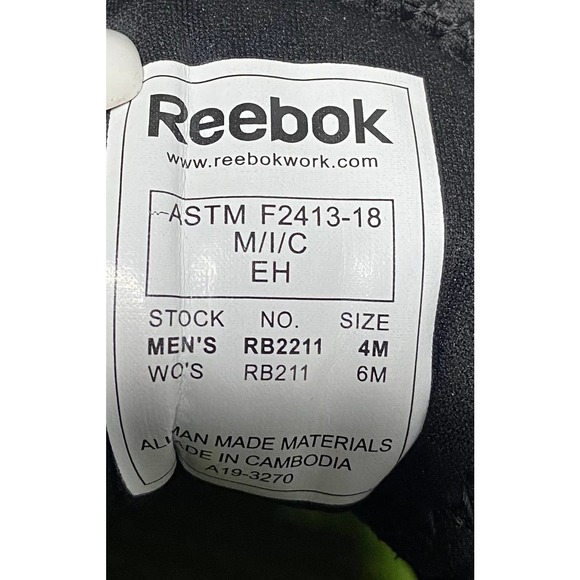 Reebok
www.reebokwork.com
ASTM F2413-18
M/I/C
EH
STOCK NO. SIZE
MEN'S RB2211 4M
WO'S RB211 6M
MAN MADE MATERIALS
MADE IN CAMBODIA
A19-3270